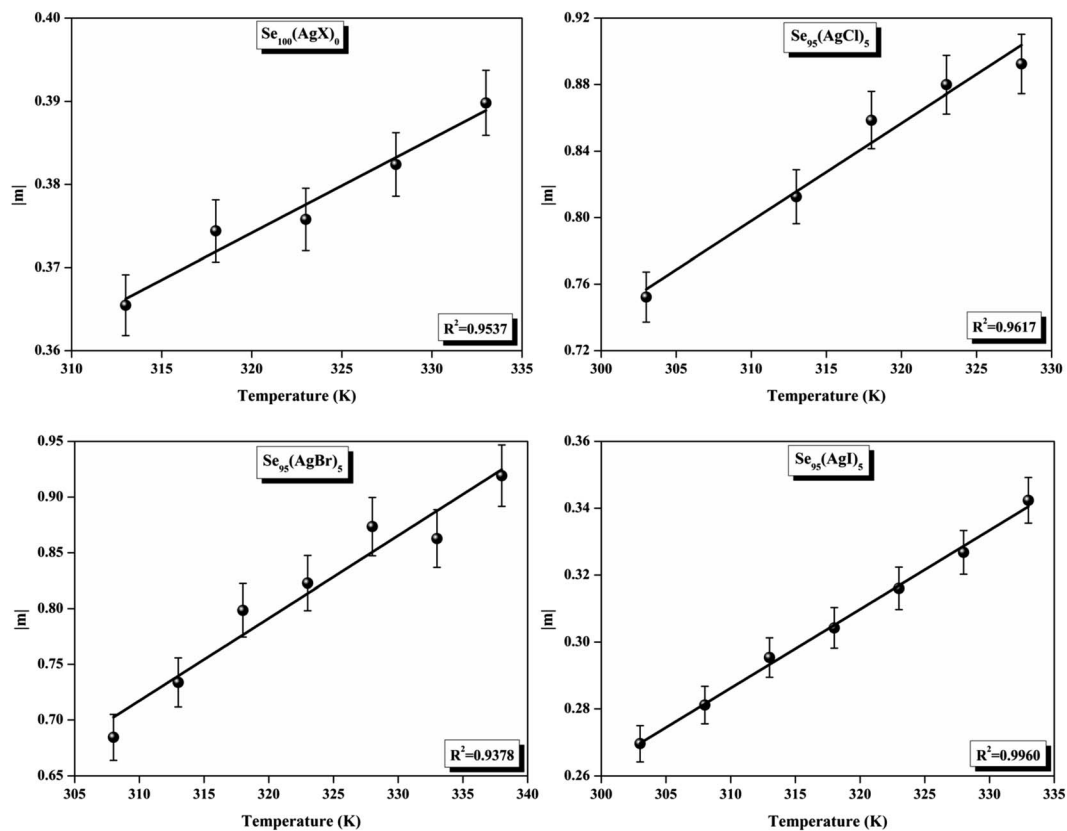 Se100(AgX)0
0.40
0.39
0.38
0.37
0.36
|m|
310 315 320 325 330 335
Temperature (K)
R2=0.9537
Se95(AgCl)5
0.92
0.88
0.84
0.80
0.76
0.72
|m|
300 305 310 315 320 325 330
Temperature (K)
R2=0.9617
Se95(AgBr)5
0.95
0.90
0.85
0.80
0.75
0.70
0.65
|m|
305 310 315 320 325 330 335 340
Temperature (K)
R2=0.9378
Se95(AgI)5
0.36
0.34
0.32
0.30
0.28
0.26
|m|
300 305 310 315 320 325 330 335
Temperature (K)
R2=0.9960